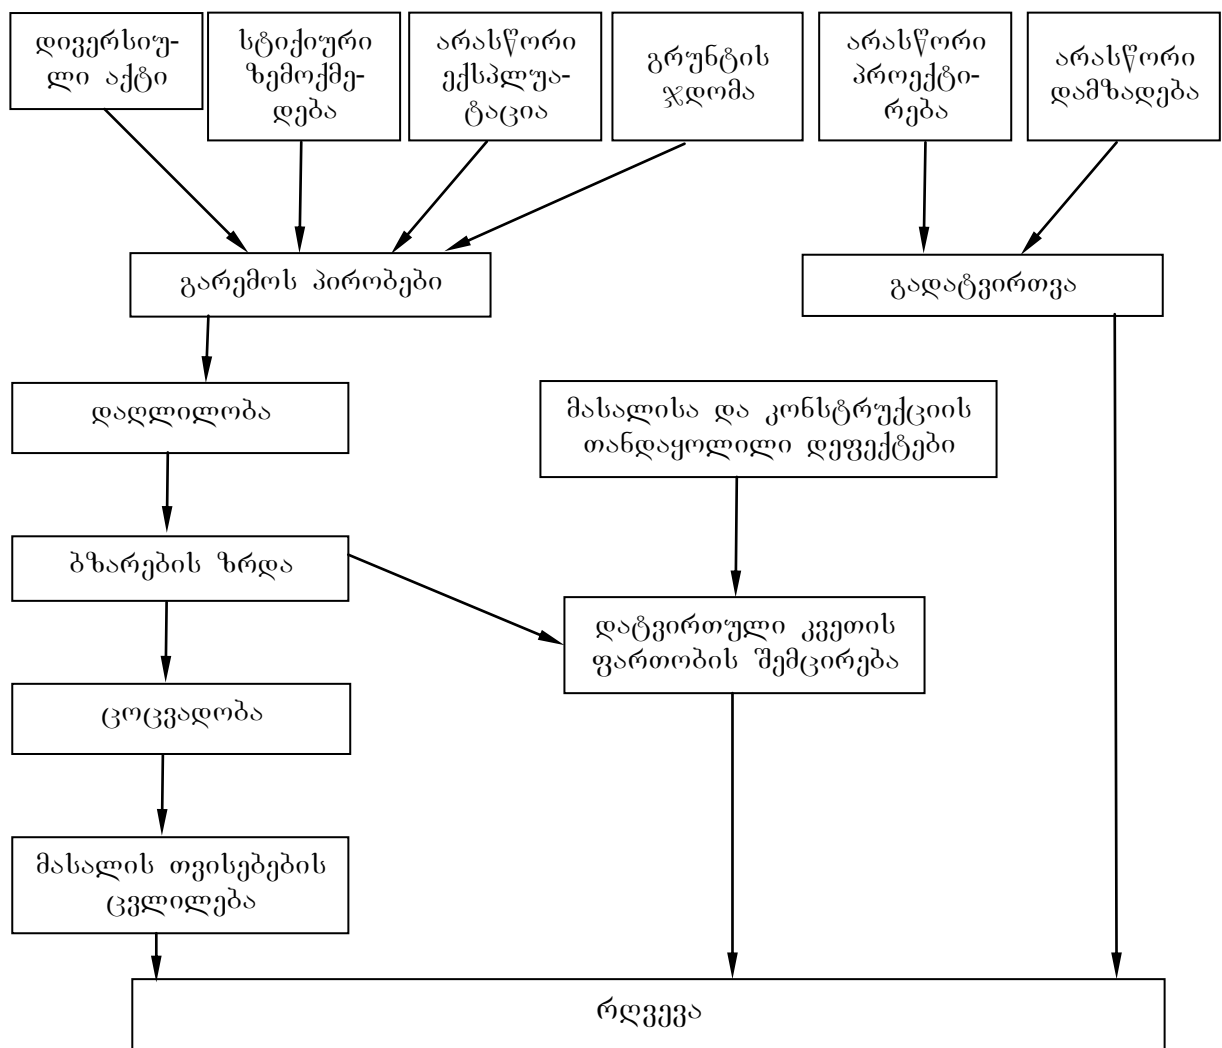 დივერსიუ-
ლი აქტი
სტიქიური
ზემოქმე-
დება
არასწორი
ექსპლუა-
ტაცია
გრუნტის
ჯდომა
არასწორი
პროექტი-
რება
არასწორი
დამზადება
გარემოს პირობები
გადატვირთვა
დაღლილობა
მასალისა და კონსტრუქციის
თანდაყოლილი დეფექტები
ბზარების ზრდა
დატვირთული კვეთის
ფართობის შემცირება
ცოცვადობა
მასალის თვისებების
ცვლილება
რღვევა